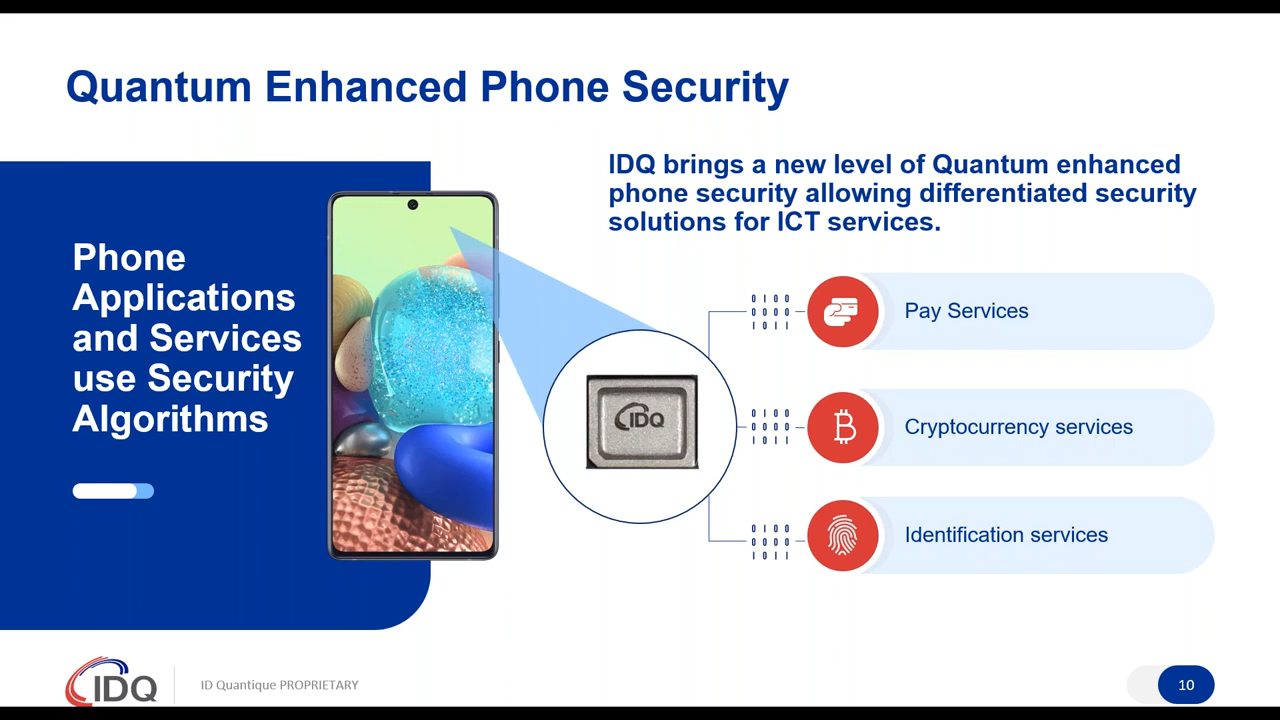 Quantum Enhanced Phone Security
Phone
Applications
and Services
use Security
Algorithms
IDQ brings a new level of Quantum enhanced
phone security allowing differentiated security
solutions for ICT services.
IDQ
0100
0000
1011
Pay Services
0100
0000
1011
Cryptocurrency services
0100
0000
1011
Identification services
IDQ
ID Quantique PROPRIETARY
10